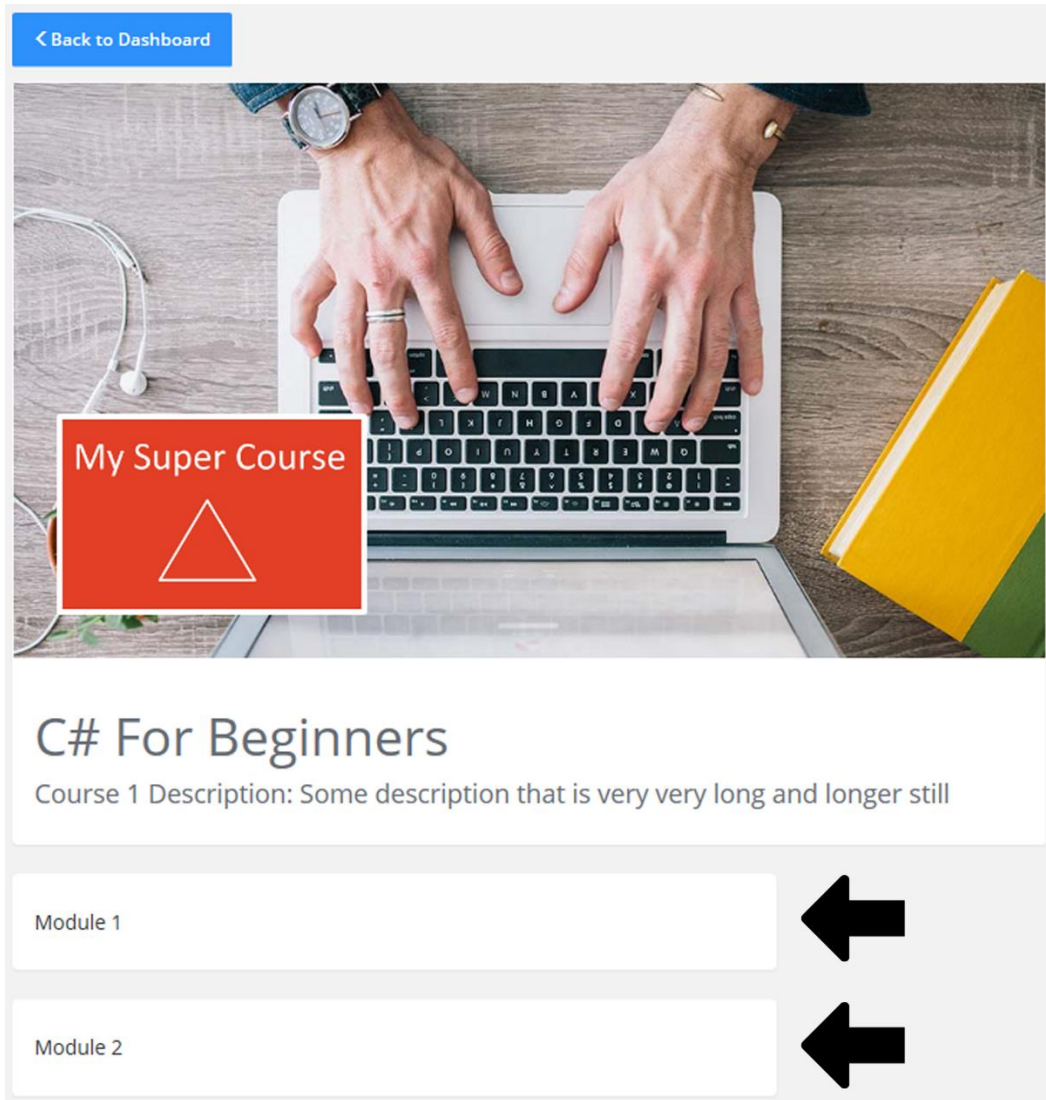 Back to Dashboard
My Super Course
C# For Beginners
Course 1 Description: Some description that is very very long and longer still
Module 1
Module 2